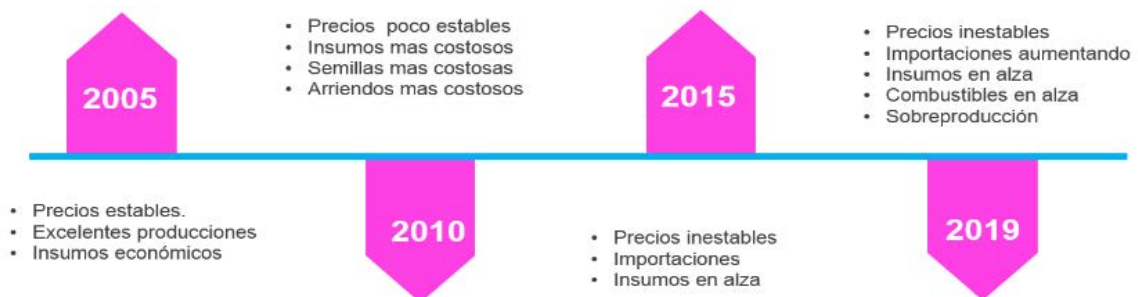 2005
• Precios estables.
• Excelentes producciones
• Insumos económicos
• Precios poco estables
• Insumos mas costosos
• Semillas mas costosas
• Arriendos mas costosos
2010
2015
• Precios inestables
• Importaciones
• Insumos en alza
• Precios inestables
• Importaciones aumentando
• Insumos en alza
• Combustibles en alza
• Sobreproducción
2019